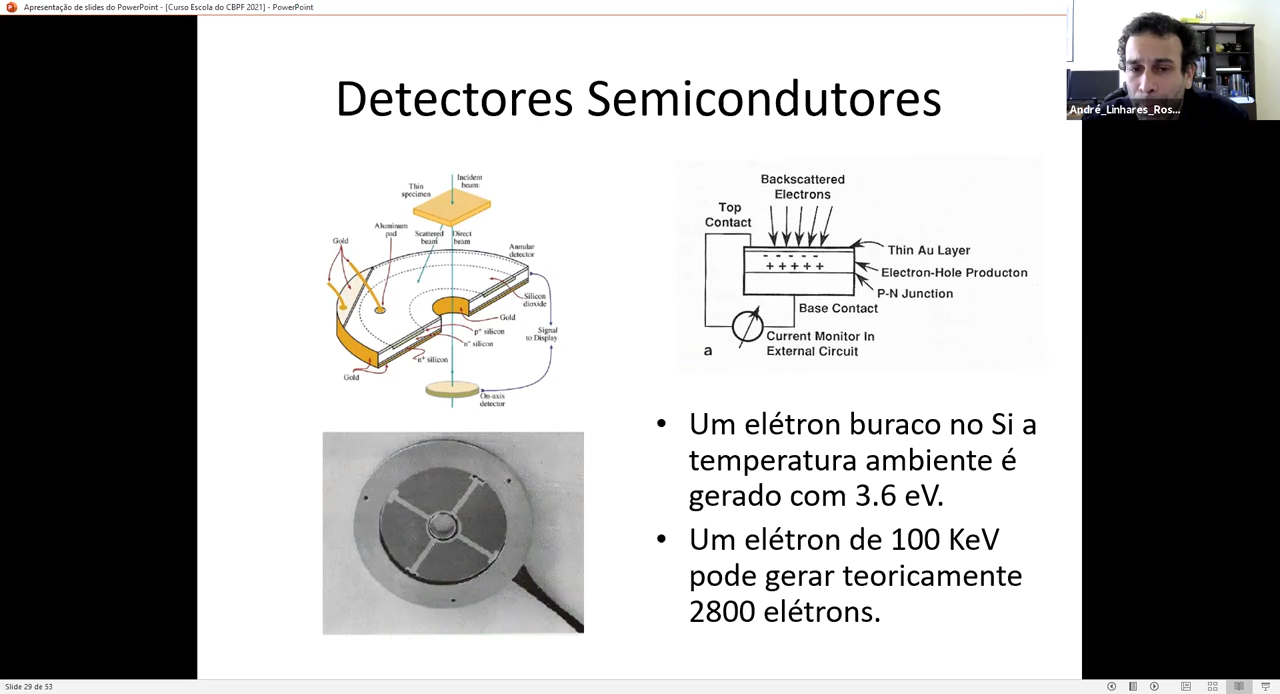 Apresentação de slides do PowerPoint - [Curso Escola do CBPF 2021] - PowerPoint
André_Linhares_Ros...
Detectores Semicondutores
Incident
beam
Thin
specimen
Aluminum
pad
Scattered
beam
Direct
beam
Gold
Annular
detector
Silicon
dioxide
Gold
p⁺ silicon
n⁺ silicon
n⁺ silicon
Signal
to Display
Gold
On-axis
detector
Backscattered
Electrons
Top
Contact
Thin Au Layer
- - - - -
+ + + + +
Electron-Hole Producton
P-N Junction
Base Contact
Current Monitor In
External Circuit
a
• Um elétron buraco no Si a
temperatura ambiente é
gerado com 3.6 eV.
• Um elétron de 100 KeV
pode gerar teoricamente
2800 elétrons.
Slide 29 de 53